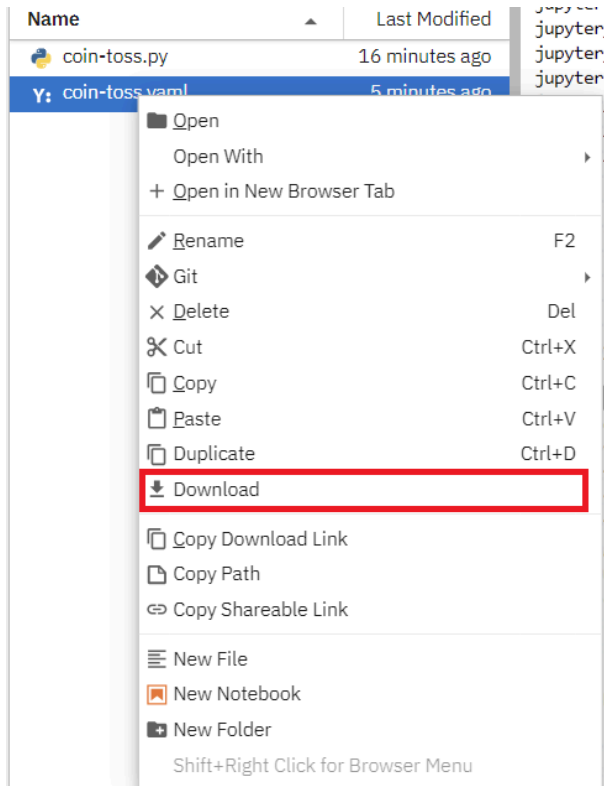 Name Last Modified
coin-toss.py 16 minutes ago
jupyter
jupyter
jupyter
Y: coin-toss.yaml 5 minutes ago
Open
Open With
Open in New Browser Tab
Rename F2
Git
Delete Del
Cut Ctrl+X
Copy Ctrl+C
Paste Ctrl+V
Duplicate Ctrl+D
Download
Copy Download Link
Copy Path
Copy Shareable Link
New File
New Notebook
New Folder
Shift+Right Click for Browser Menu